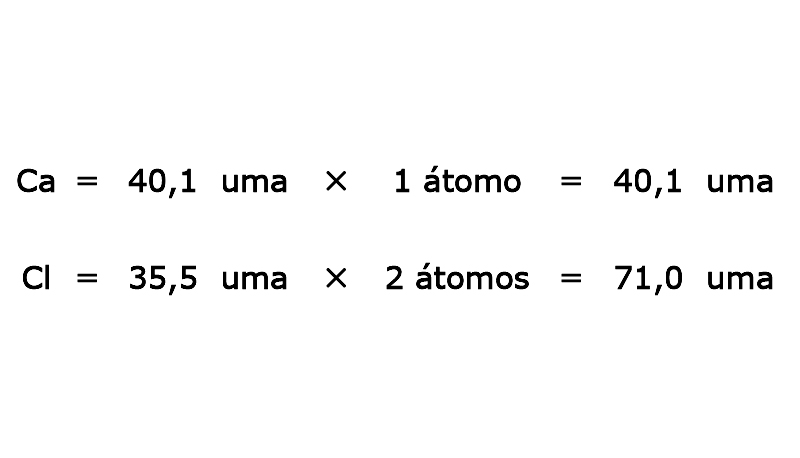 Ca = 40,1 uma × 1 átomo = 40,1 uma
Cl = 35,5 uma × 2 átomos = 71,0 uma